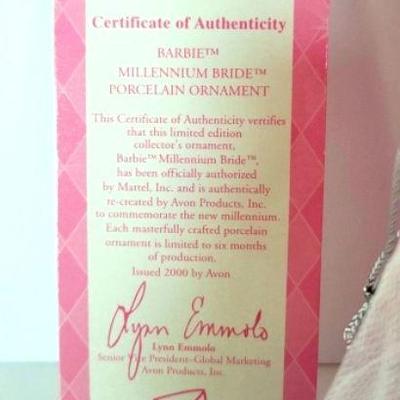 Certificate of Authenticity
BARBIE™
MILLENNIUM BRIDE™
PORCELAIN ORNAMENT
This Certificate of Authenticity vertifies
that this limited edition
collector's ornament,
Barbie™ Millennium Bride™,
has been officially authorized
by Mattel, Inc. and is authentically
re-created by Avon Products, Inc.
to commemorate the new millennium.
Each masterfully crafted porcelain
ornament is limited to six months
of production.
Issued 2000 by Avon
Lynn Emmolo
Lynn Emmolo
Senior Vice President–Global Marketing
Avon Products, Inc.